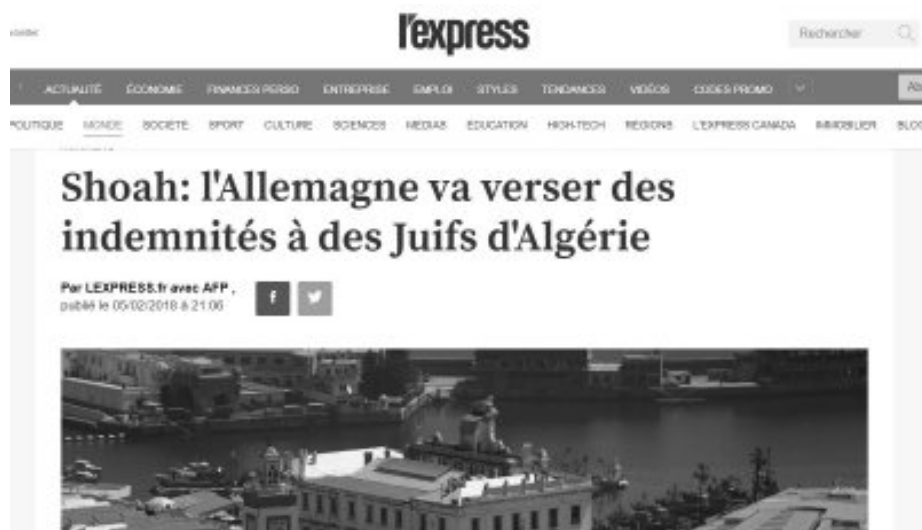 l'express
Rechercher
ACTUALITÉ ÉCONOMIE FINANCES PERSO ENTREPRISE EMPLOI STYLES TENDANCES VIDÉOS CODES PROMO
POLITIQUE MONDE SOCIÉTÉ SPORT CULTURE SCIENCES MÉDIAS EDUCATION HIGH-TECH RÉGIONS L'EXPRESS CANADA IMMOBILIER
Shoah: l'Allemagne va verser des
indemnités à des Juifs d'Algérie
Par LEXPRESS.fr avec AFP ,
publié le 05/02/2018 à 21:06